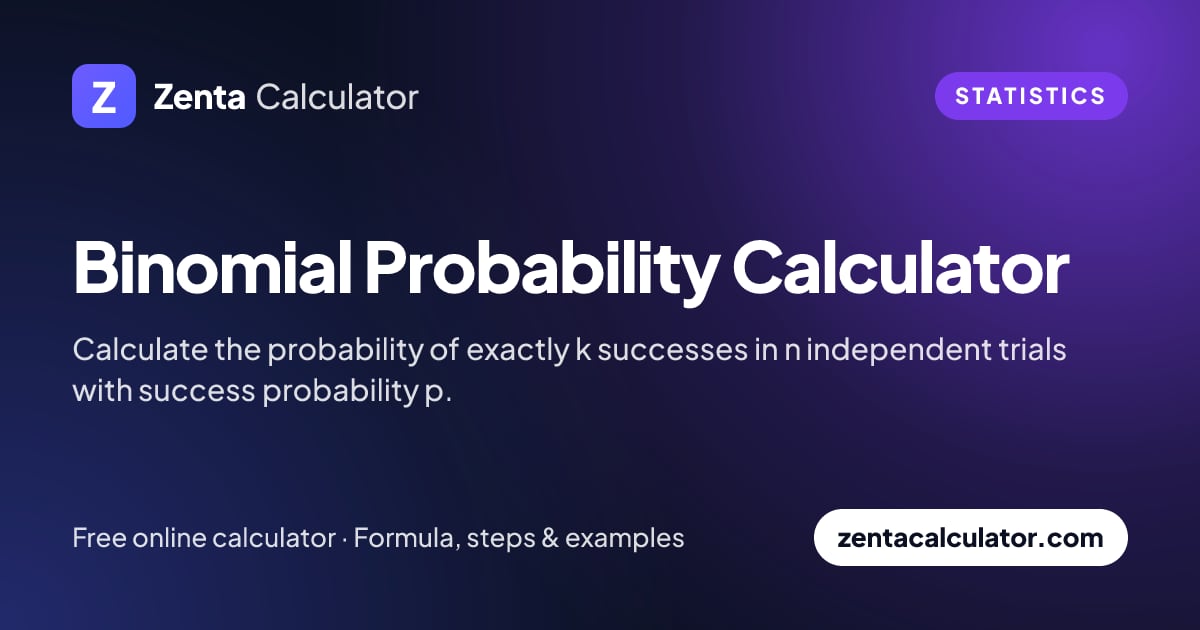 Z
Zenta Calculator
STATISTICS
Binomial Probability Calculator
Calculate the probability of exactly k successes in n independent trials
with success probability p.
Free online calculator · Formula, steps & examples
zentacalculator.com